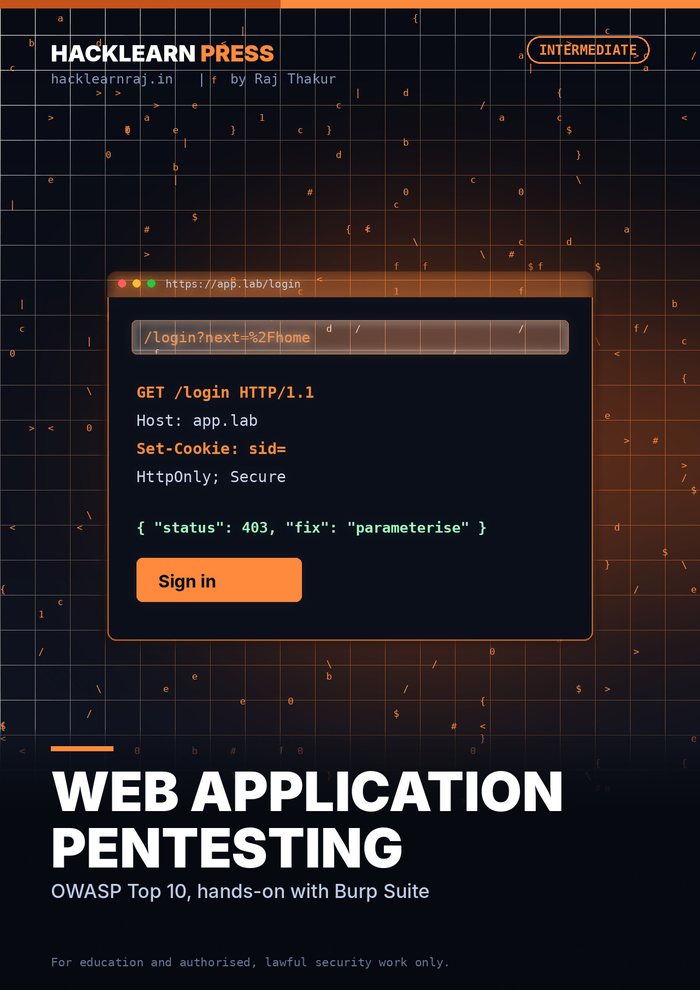 HACKLEARN PRESS
INTERMEDIATE
hacklearnraj.in | by Raj Thakur
https://app.lab/login
/login?next=%2Fhome
GET /login HTTP/1.1
Host: app.lab
Set-Cookie: sid=
HttpOnly; Secure
{ "status": 403, "fix": "parameterise" }
Sign in
WEB APPLICATION
PENTESTING
OWASP Top 10, hands-on with Burp Suite
For education and authorised, lawful security work only.